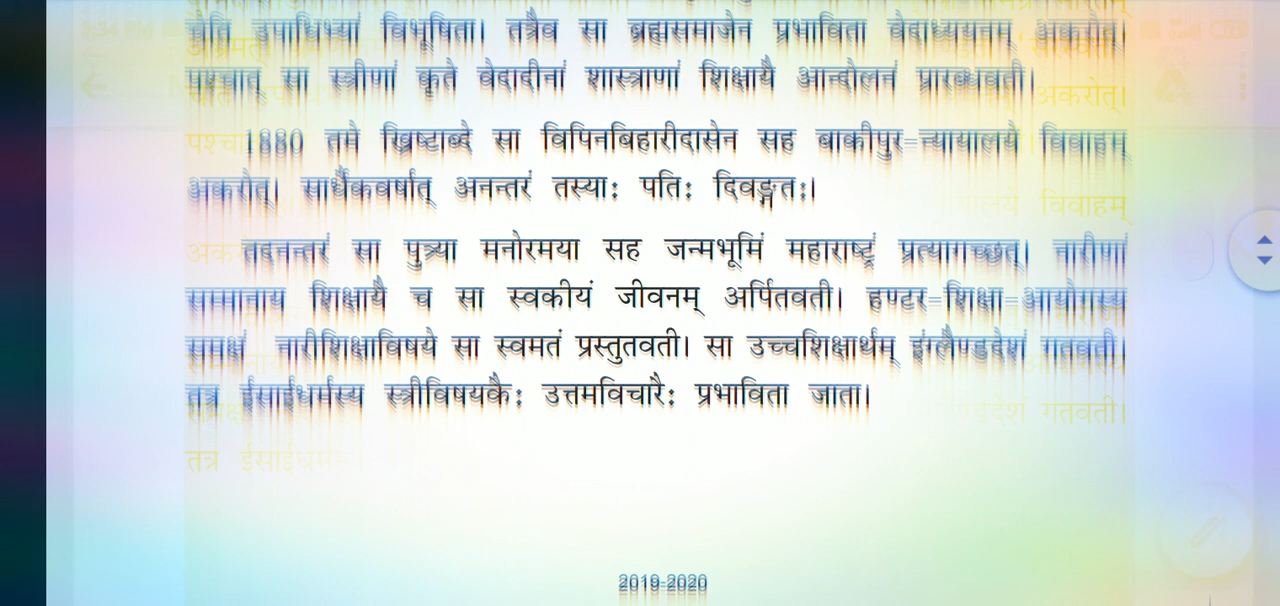 चेति उपाधिभ्यां विभूषिता। तत्रैव सा ब्रह्मसमाजेन प्रभाविता वेदाध्ययनम् अकरोत्।
पश्चात् सा स्त्रीणां कृते वेदादीनां शास्त्राणां शिक्षायै आन्दोलनं प्रारब्धवती।
1880 तमे ख्रिष्टाब्दे सा विपिनबिहारीदासेन सह बाकीपुर-न्यायालये विवाहम्
अकरोत्। सार्धैकवर्षात् अनन्तरं तस्याः पतिः दिवङ्गतः।
तदनन्तरं सा पुत्र्या मनोरमया सह जन्मभूमिं महाराष्ट्रं प्रत्यागच्छत्। नारीणां
सम्मानाय शिक्षायै च सा स्वकीयं जीवनम् अर्पितवती। हण्टर-शिक्षा-आयोगस्य
समक्षं नारीशिक्षाविषये सा स्वमतं प्रस्तुतवती। सा उच्चशिक्षार्थम् इंग्लैण्डदेशं गतवती।
तत्र ईसाईधर्मस्य स्त्रीविषयकैः उत्तमविचारैः प्रभाविता जाता।
2019-2020